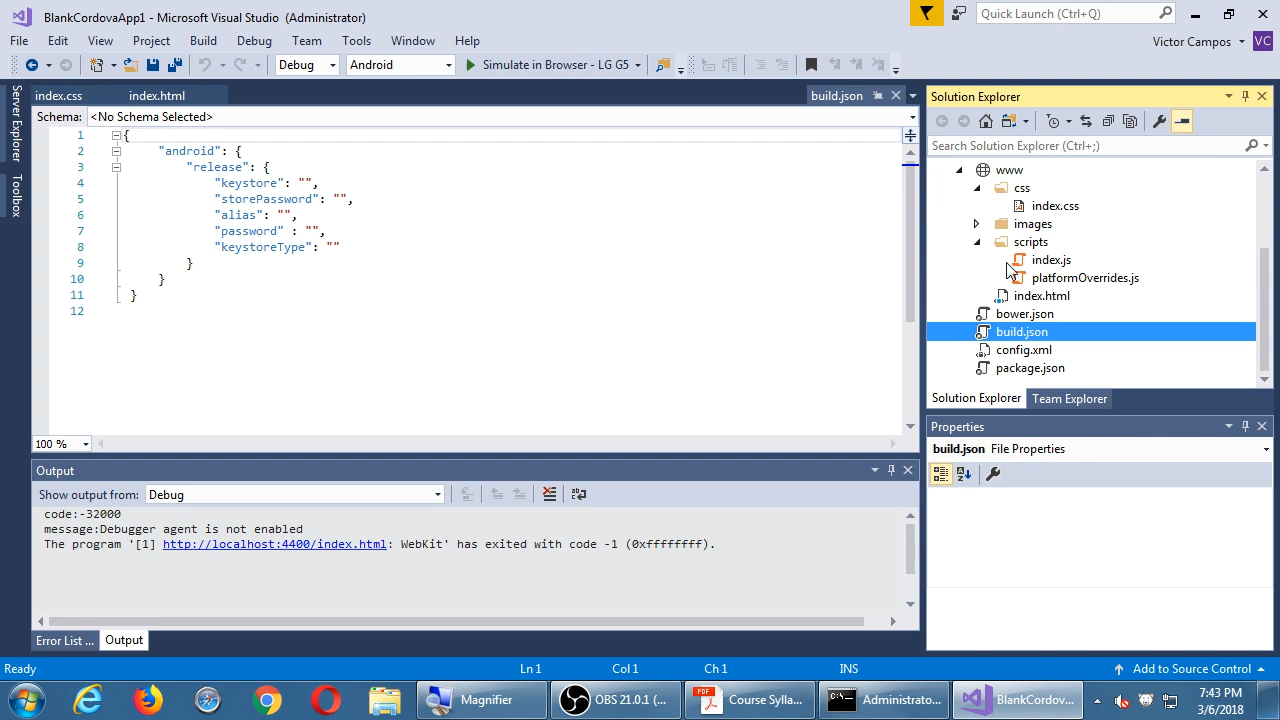 BlankCordovaApp1 - Microsoft Visual Studio (Administrator)
Quick Launch (Ctrl+Q)
File Edit View Project Build Debug Team Tools Window Help
Victor Campos VC
Debug Android Simulate in Browser - LG G5
Server Explorer
Toolbox
index.css index.html build.json
Schema: <No Schema Selected>
1 {
2 "android": {
3 "release": {
4 "keystore": "",
5 "storePassword": "",
6 "alias": "",
7 "password" : "",
8 "keystoreType": ""
9 }
10 }
11 }
12
100 %
Output
Show output from: Debug
code:-32000
message:Debugger agent is not enabled
The program '[1] http://localhost:4400/index.html: WebKit' has exited with code -1 (0xffffffff).
Error List ... Output
Solution Explorer
Search Solution Explorer (Ctrl+;)
www
css
index.css
images
scripts
index.js
platformOverrides.js
index.html
bower.json
build.json
config.xml
package.json
Solution Explorer Team Explorer
Properties
build.json File Properties
Ready Ln 1 Col 1 Ch 1 INS Add to Source Control
Magnifier OBS 21.0.1 (... PDF Course Sylla... Administrato... BlankCordov...
7:43 PM
3/6/2018